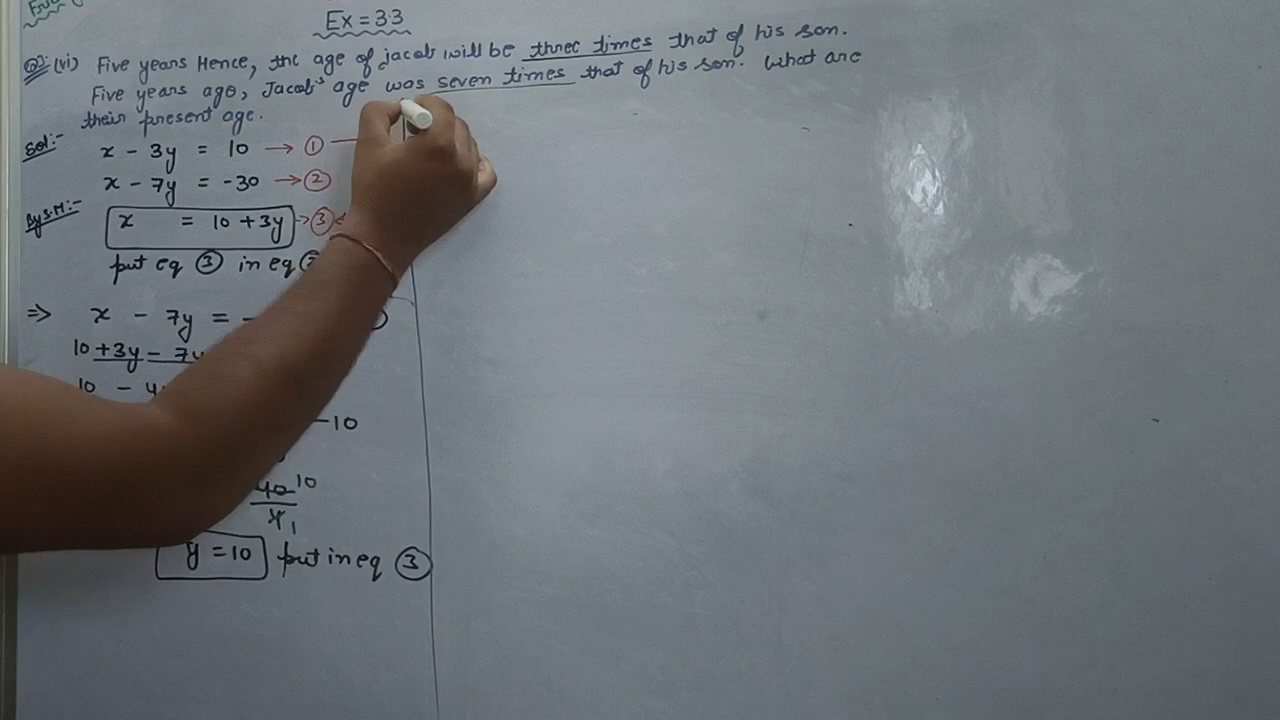 Ex = 3.3
Q2:(vi) Five years Hence, the age of jacob will be three times that of his son.
Five years ago, Jacob's age was seven times that of his son. What are
their present age.
Sol:-
x - 3y = 10 → ①
x - 7y = -30 → ②
By S.M:-
x = 10 + 3y → ③
put eq ③ in eq
⇒ x - 7y = -
10 + 3y - 7y
10 - 4
-10
40 10
4 1
y = 10 put in eq ③